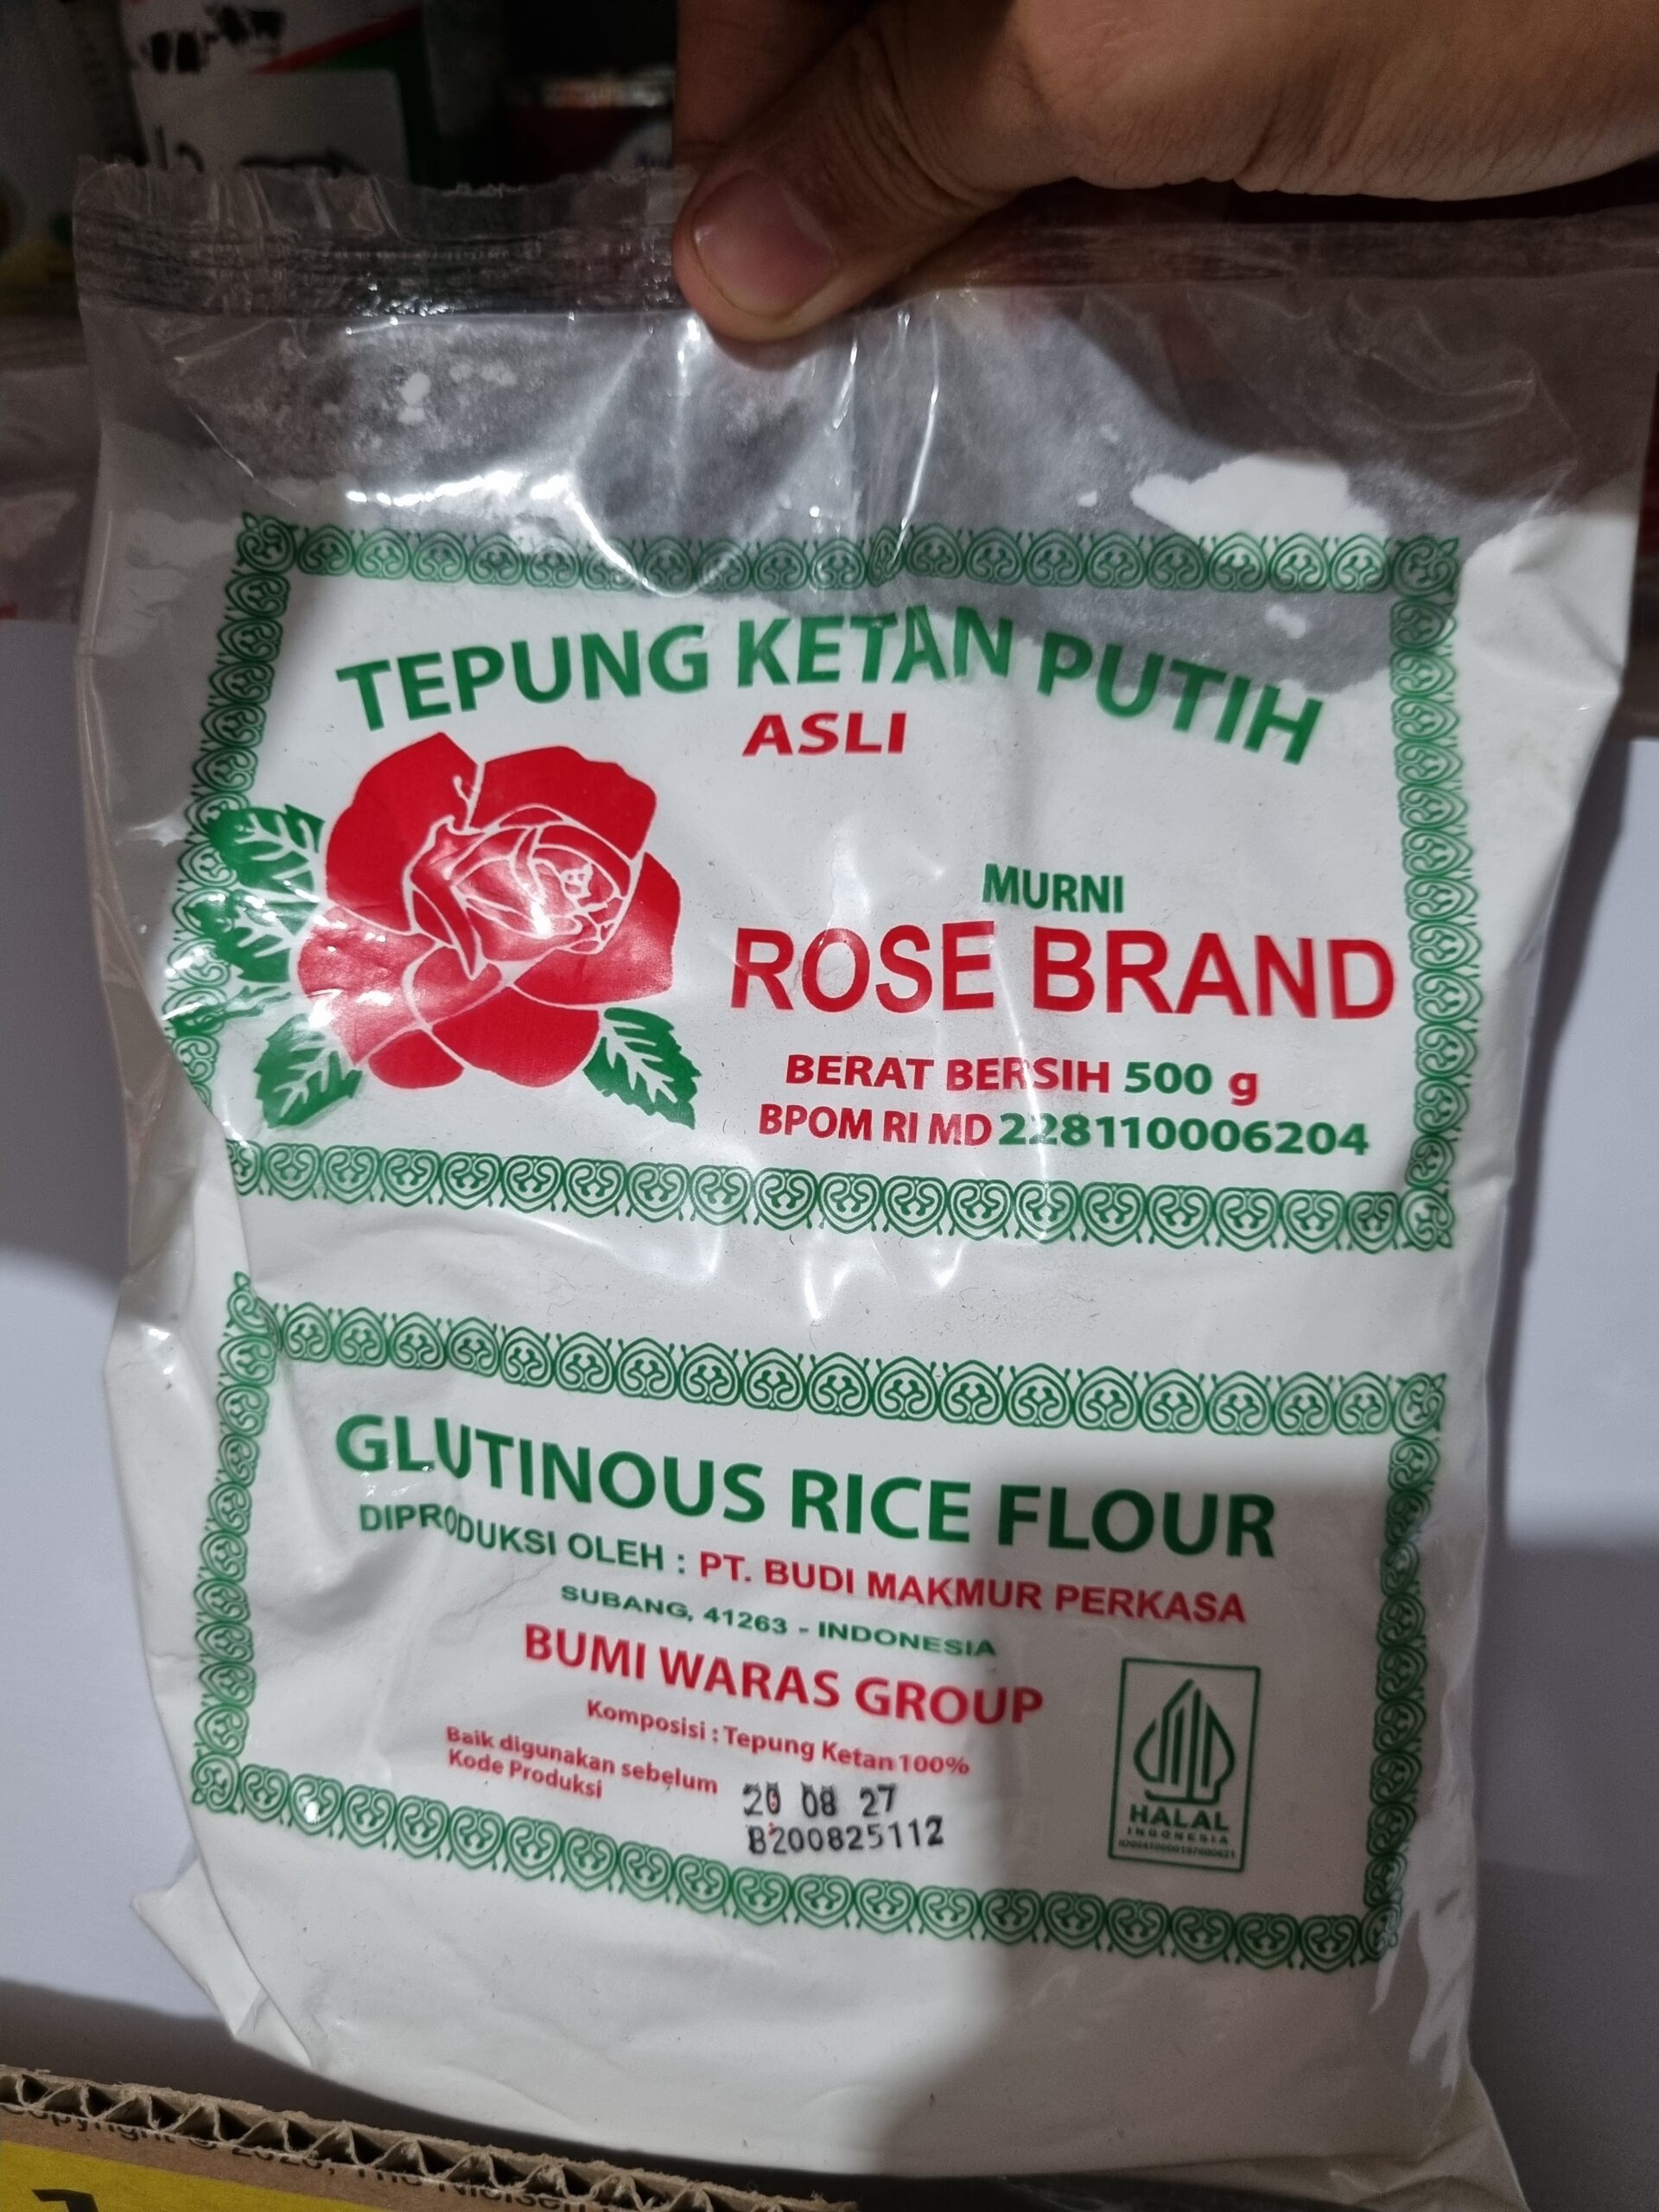 TEPUNG KETAN PUTIH
ASLI
MURNI
ROSE BRAND
BERAT BERSIH 500 g
BPOM RI MD 228110006204
GLUTINOUS RICE FLOUR
DIPRODUKSI OLEH : PT. BUDI MAKMUR PERKASA
SUBANG, 41263 - INDONESIA
BUMI WARAS GROUP
Komposisi : Tepung Ketan 100%
Baik digunakan sebelum 20 08 27
Kode Produksi B200825112
HALAL
INDONESIA